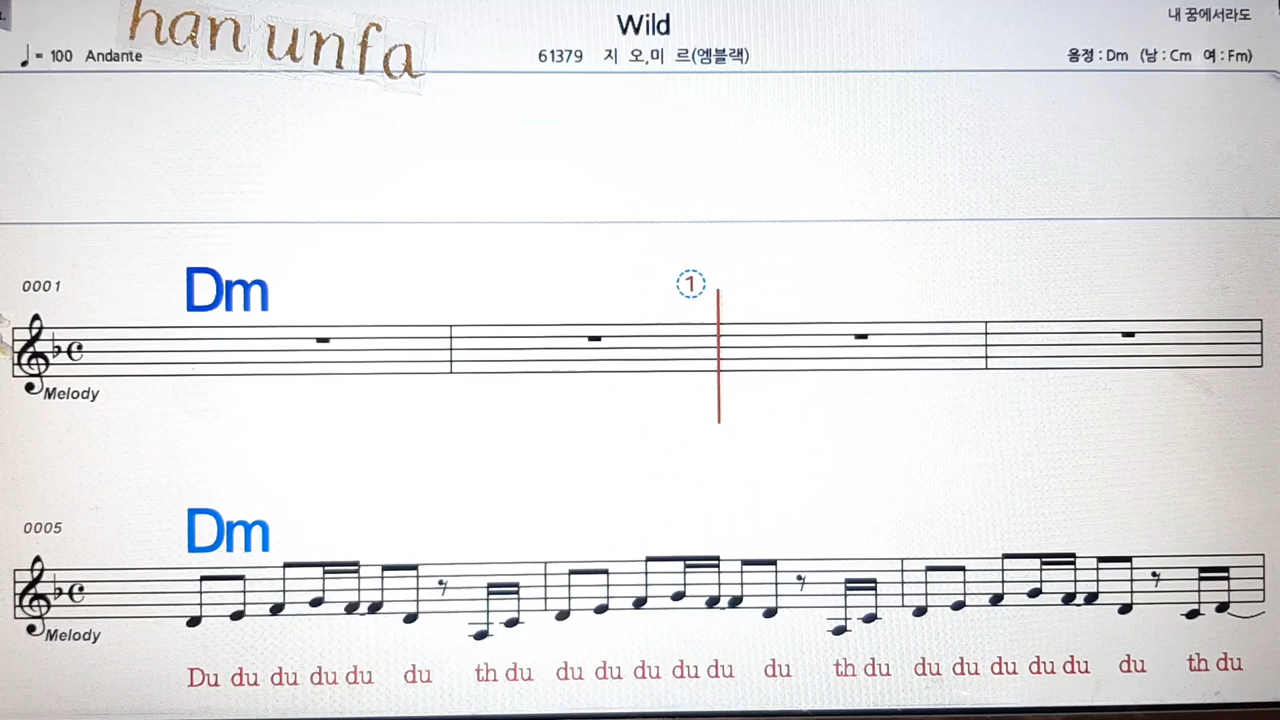 han unfa
Wild
내 꿈에서라도
♩= 100 Andante
61379 지 오,미 르(엠블랙)
음정 : Dm (남 : Cm 여 : Fm)
0001
Dm
1
Melody
0005
Dm
Melody
Du du du du du du th du du du du du du du th du du du du du du du th du